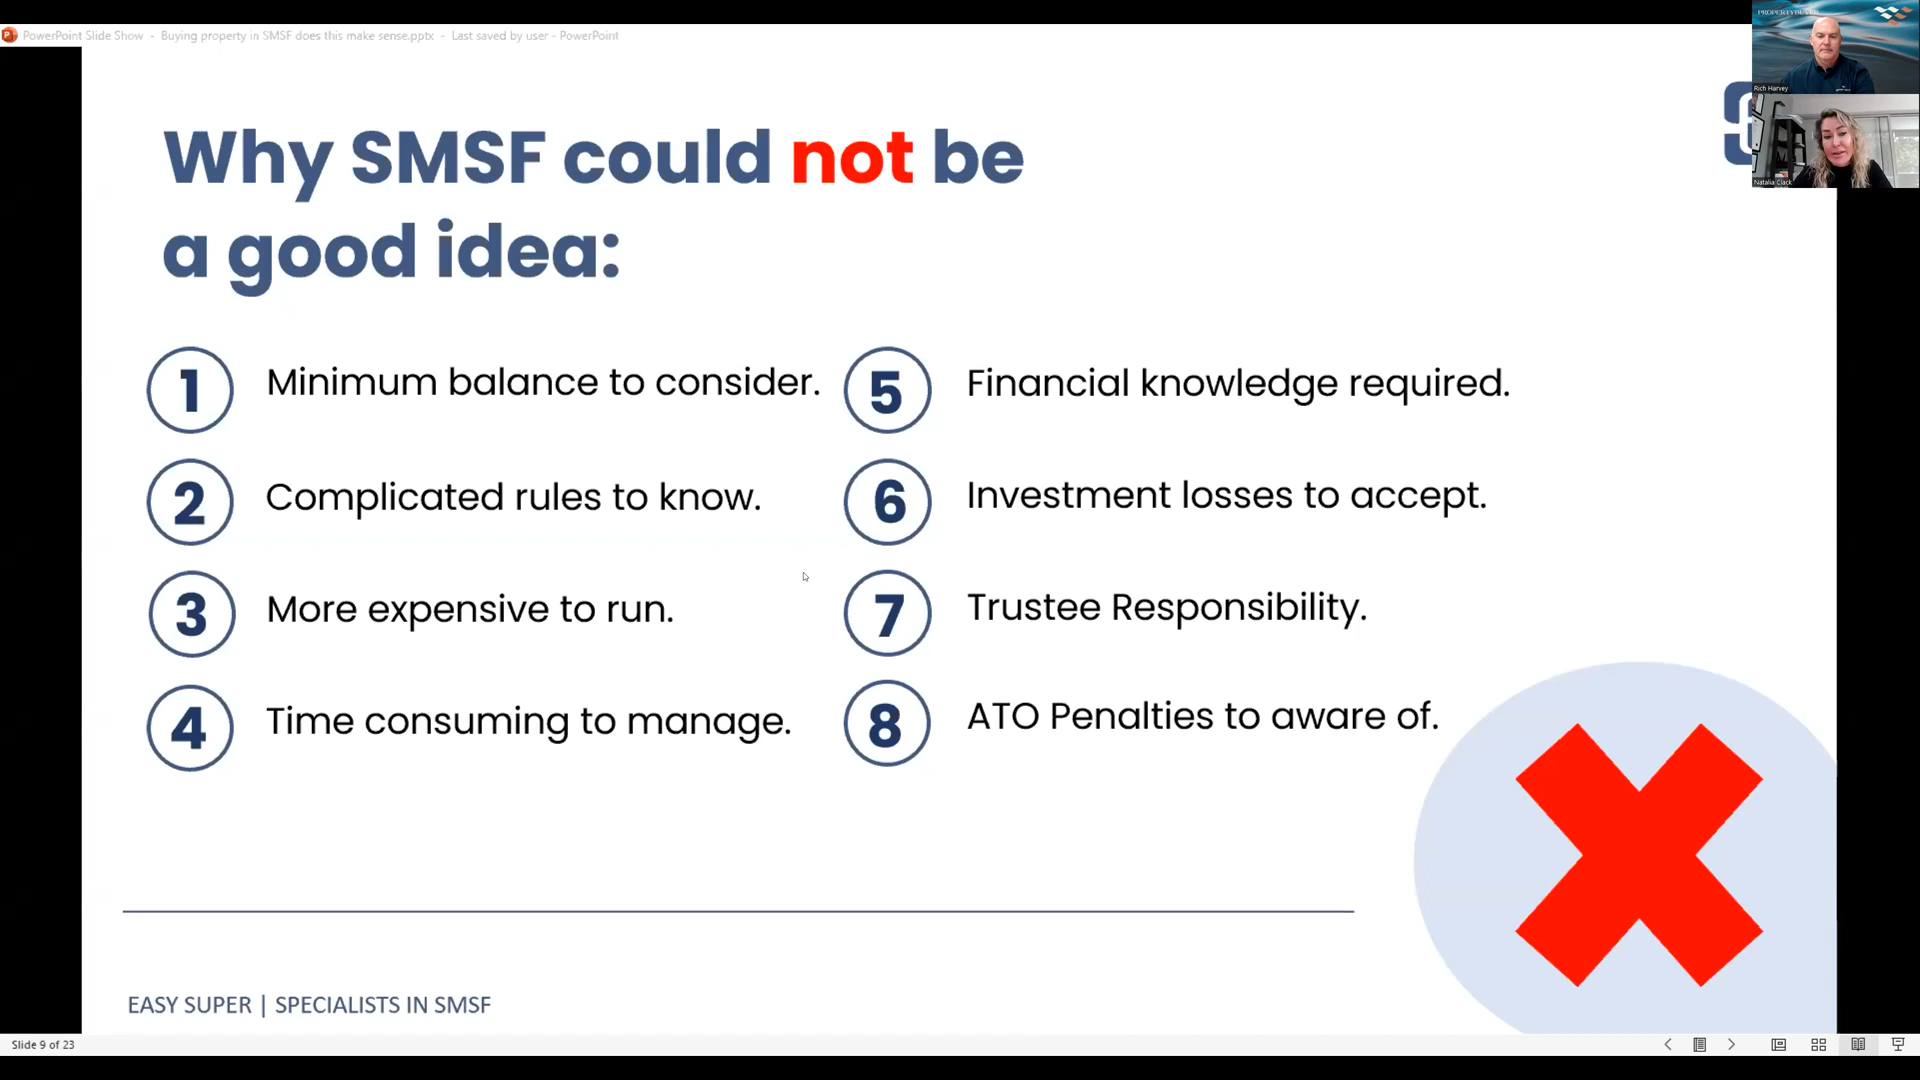 PowerPoint Slide Show - Buying property in SMSF does this make sense.pptx - Last saved by user - PowerPoint
PROPERTYBUYER
Rich Harvey
Natalia Clack
Why SMSF could not be
a good idea:
1 Minimum balance to consider.
2 Complicated rules to know.
3 More expensive to run.
4 Time consuming to manage.
5 Financial knowledge required.
6 Investment losses to accept.
7 Trustee Responsibility.
8 ATO Penalties to aware of.
EASY SUPER | SPECIALISTS IN SMSF
Slide 9 of 23